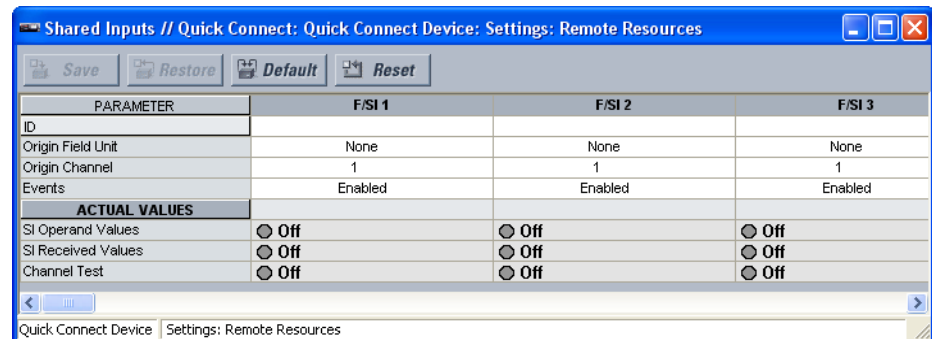 Shared Inputs // Quick Connect: Quick Connect Device: Settings: Remote Resources
Save Restore Default Reset
PARAMETER F/SI 1 F/SI 2 F/SI 3
ID
Origin Field Unit None None None
Origin Channel 1 1 1
Events Enabled Enabled Enabled
ACTUAL VALUES
SI Operand Values Off Off Off
SI Received Values Off Off Off
Channel Test Off Off Off
Quick Connect Device Settings: Remote Resources